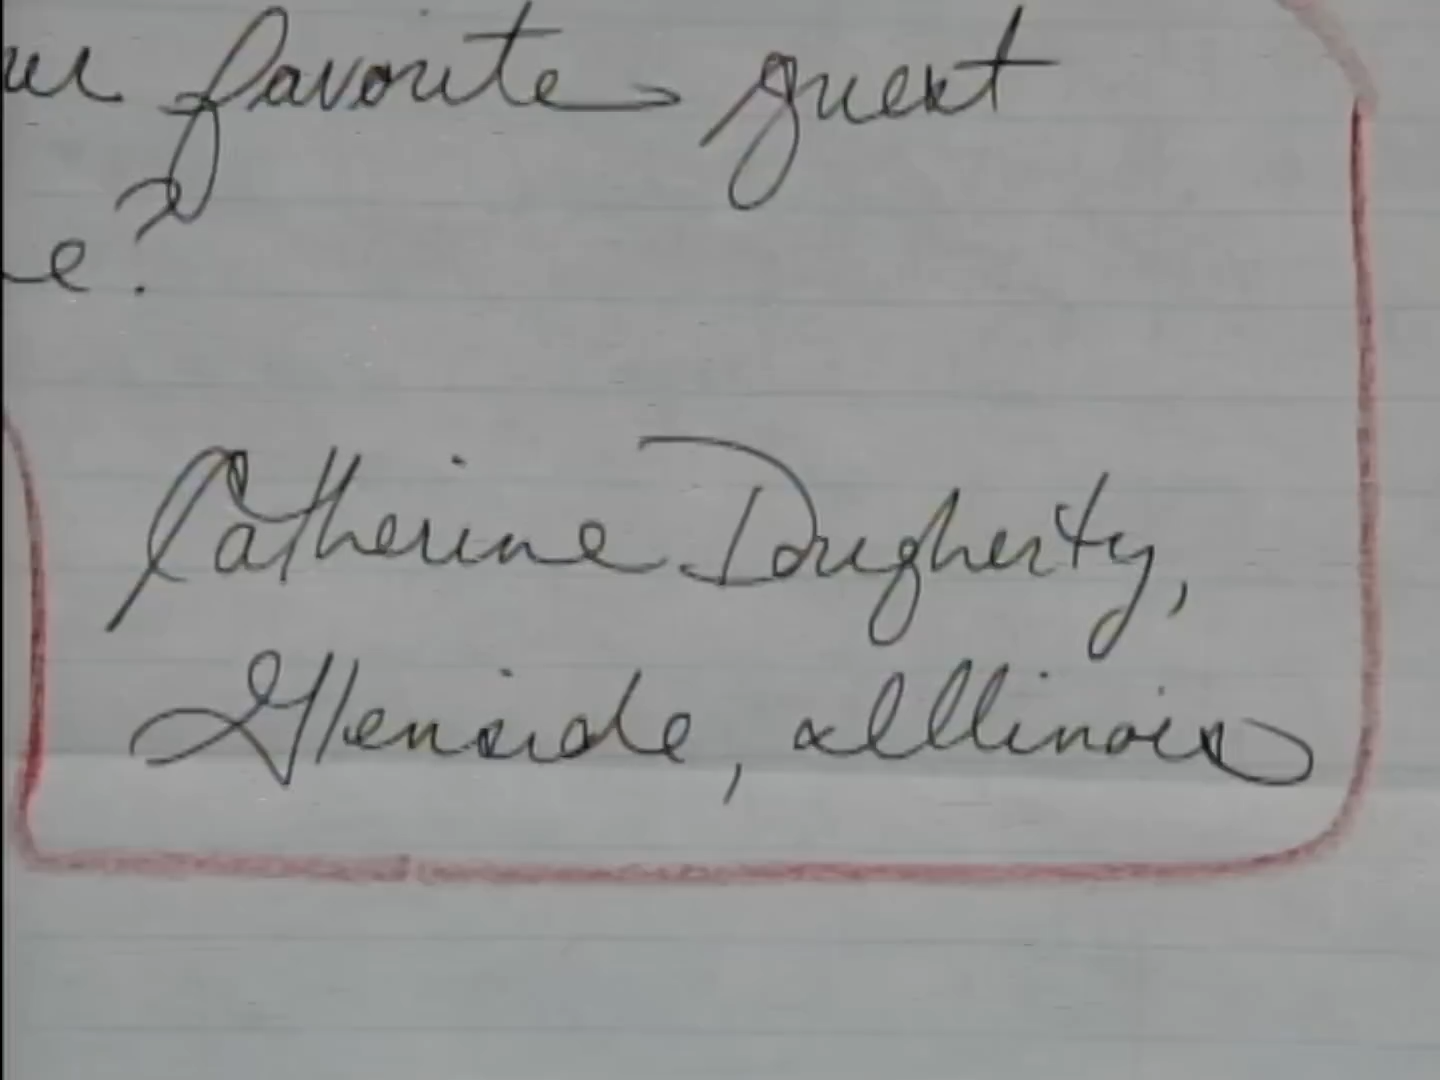 favorite guest
e?
Catherine Dougherty,
Glenside, Illinois